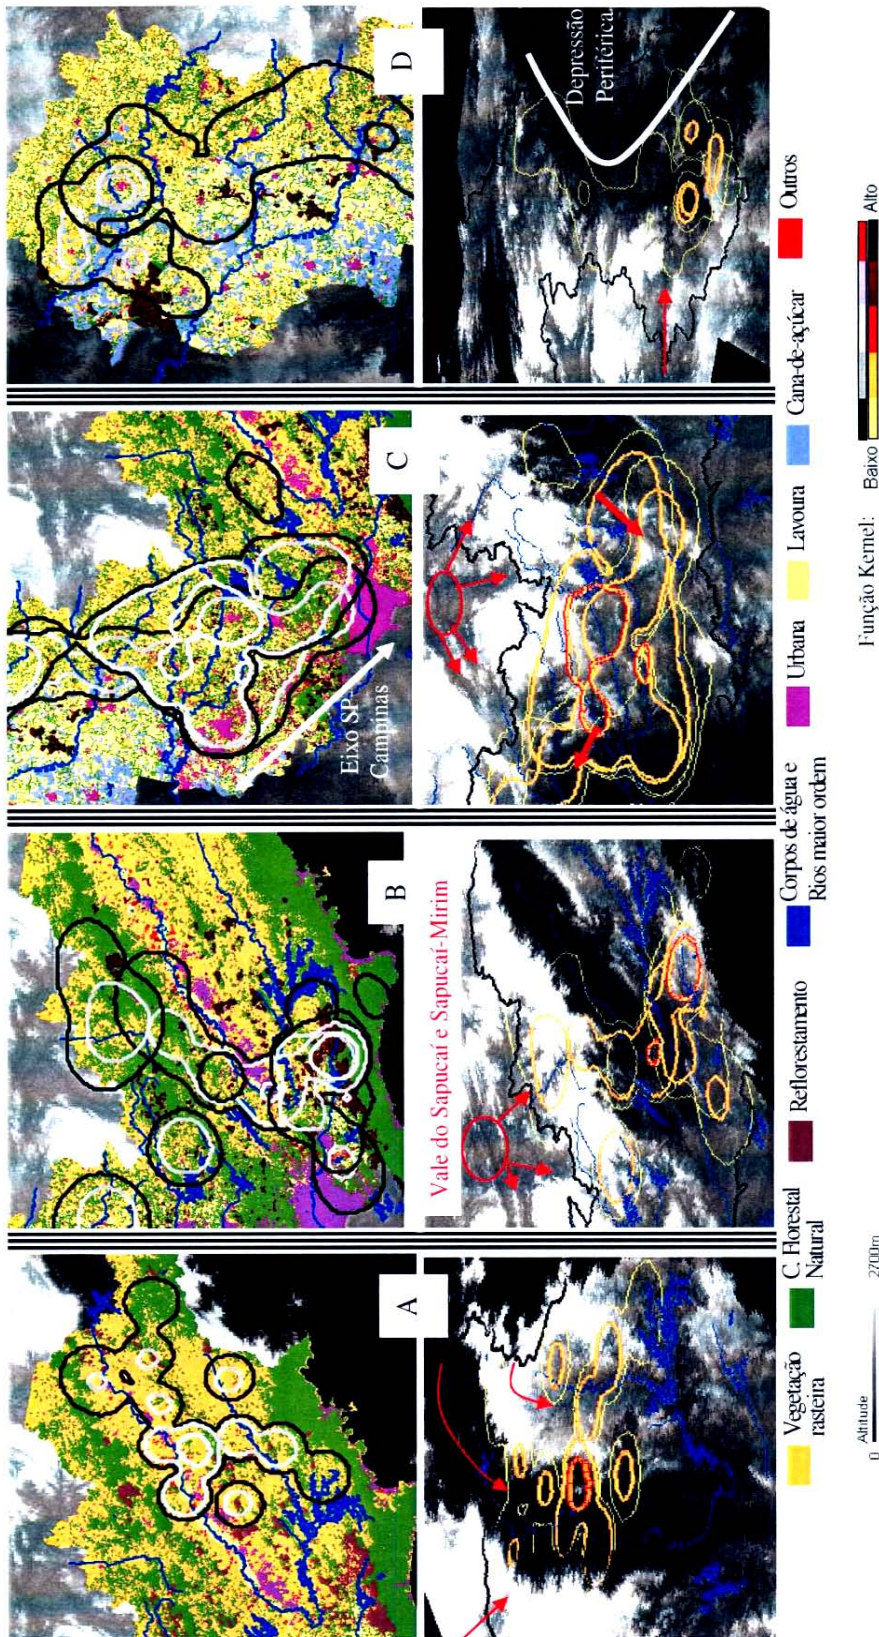 A
B
Vale do Sapucaí e Sapucaí-Mirim
Eixo SP
Campinas
C
D
Depressão
Periférica
Vegetação
rasteira
C. Florestal
Natural
Reflorestamento
Corpos de água e
Rios maior ordem
Urbana
Lavoura
Cana-de-açúcar
Outros
Altitude
0
2700m
Função Kernel:
Baixo
Alto